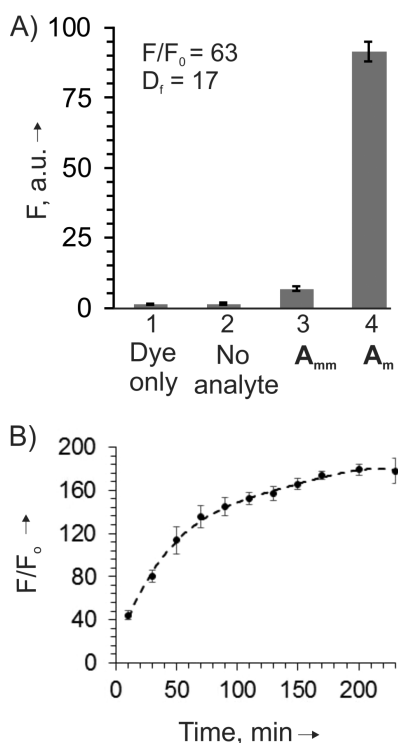 A)
100
75
50
25
0
F, a.u. →
F/F₀ = 63
D_f = 17
1 2 3 4
Dye only
No analyte
A_mm
A_m
B)
200
160
120
80
40
0
F/F₀ →
0 50 100 150 200
Time, min →